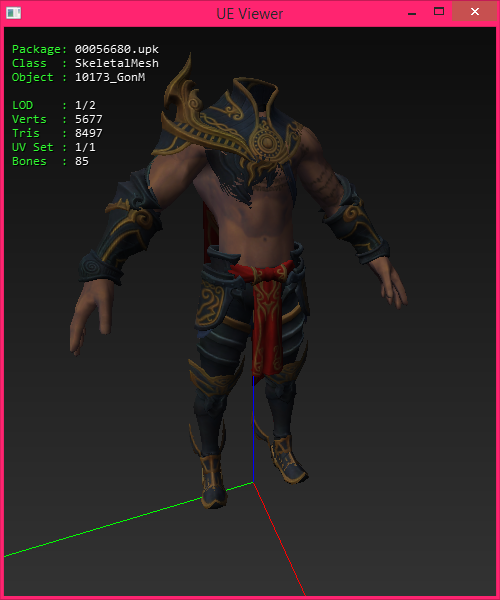 UE Viewer
Package: 00056680.upk
Class : SkeletalMesh
Object : 10173_GonM
LOD : 1/2
Verts : 5677
Tris : 8497
UV Set : 1/1
Bones : 85